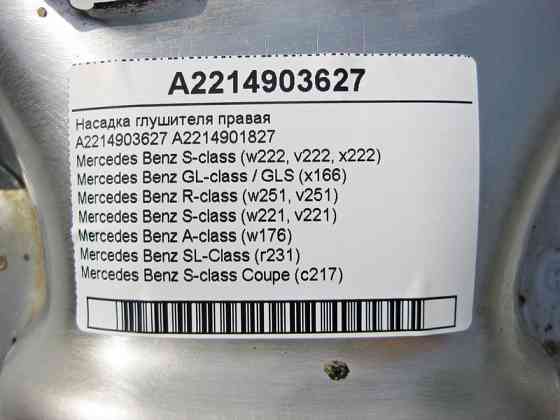 A2214903627
Насадка глушителя правая
A2214903627 A2214901827
Mercedes Benz S-class (w222, v222, x222)
Mercedes Benz GL-class / GLS (x166)
Mercedes Benz R-class (w251, v251)
Mercedes Benz S-class (w221, v221)
Mercedes Benz A-class (w176)
Mercedes Benz SL-Class (r231)
Mercedes Benz S-class Coupe (c217)